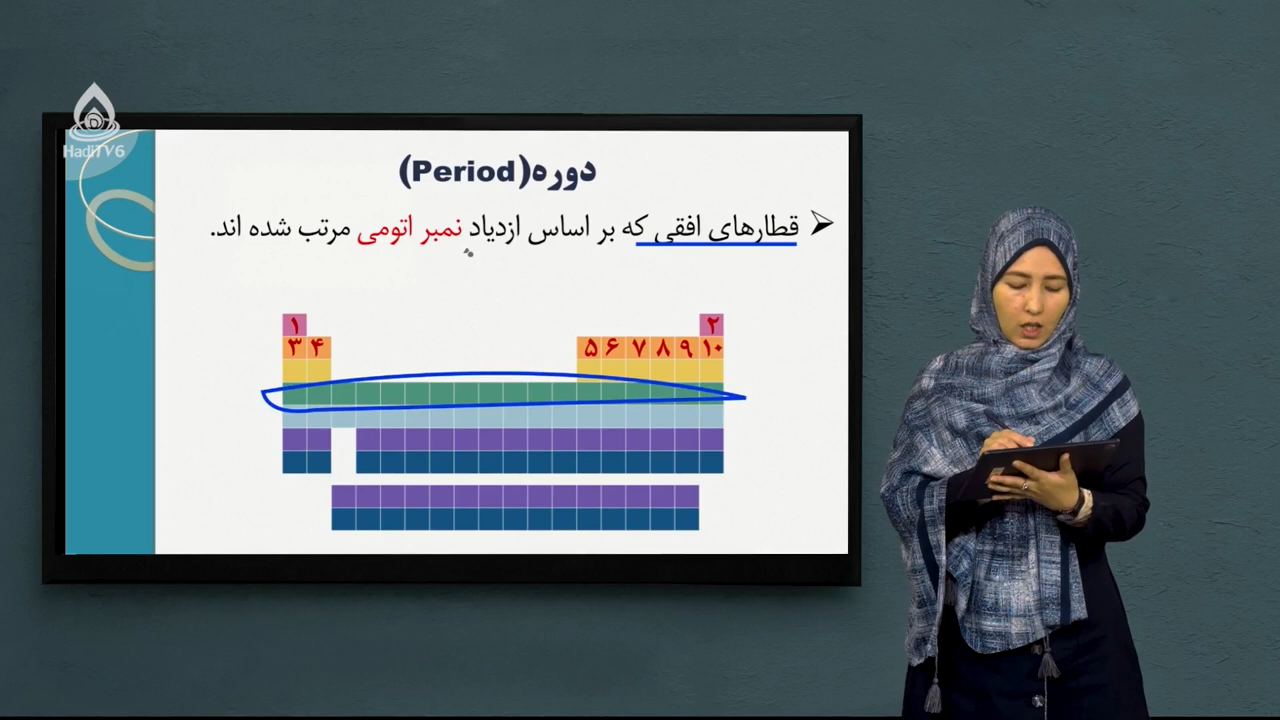 HadiTV6
دوره(Period)
قطارهای افقی که بر اساس ازدیاد نمبر اتومی مرتب شده اند.
۱ ۲
۳ ۴ ۵ ۶ ۷ ۸ ۹ ۱۰